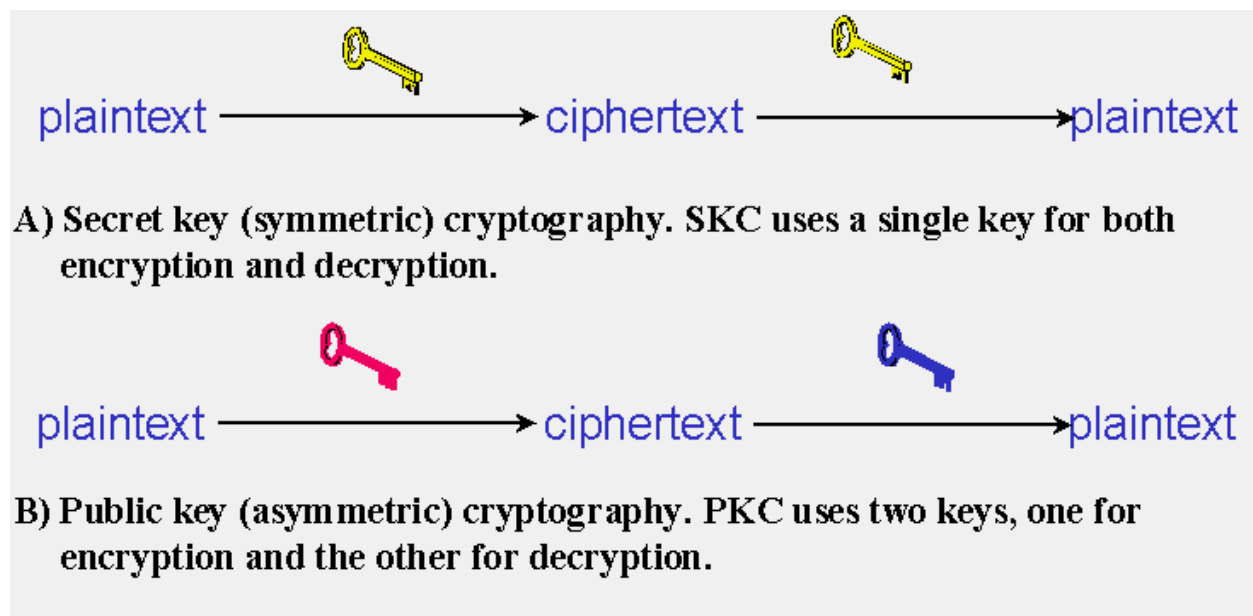 plaintext ciphertext plaintext
A) Secret key (symmetric) cryptography. SKC uses a single key for both
encryption and decryption.
plaintext ciphertext plaintext
B) Public key (asymmetric) cryptography. PKC uses two keys, one for
encryption and the other for decryption.